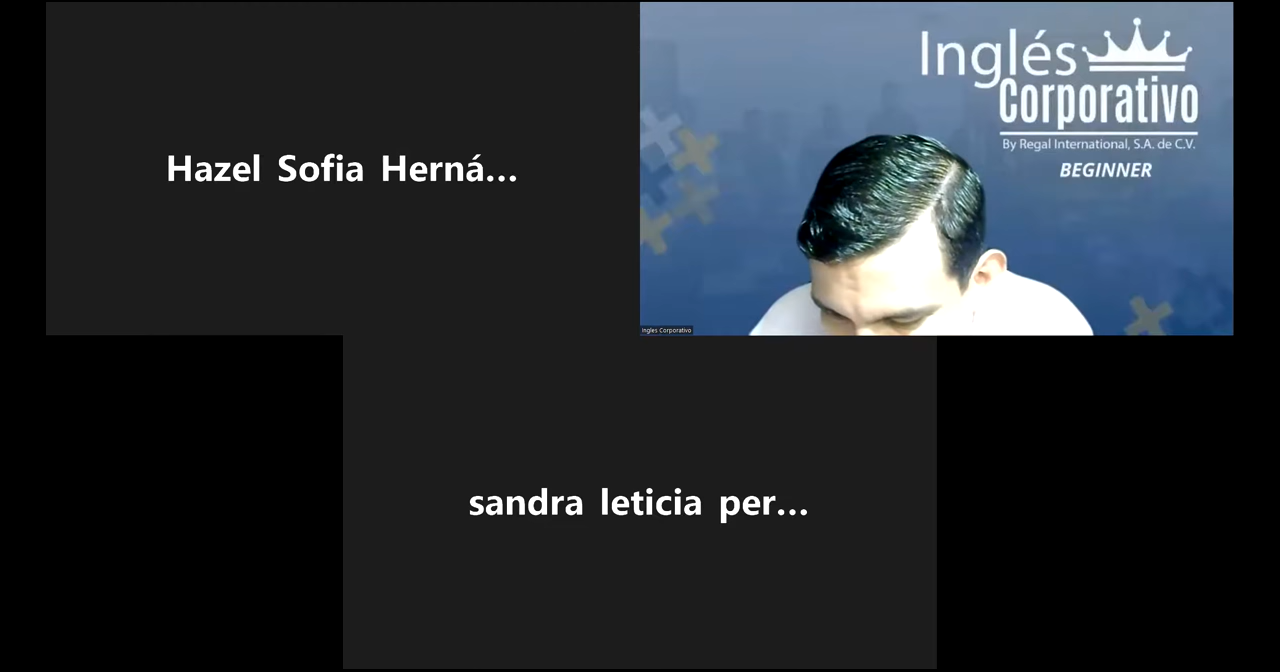 Hazel Sofia Herná...
Inglés
Corporativo
By Regal International, S.A. de C.V.
BEGINNER
Ingles Corporativo
sandra leticia per...